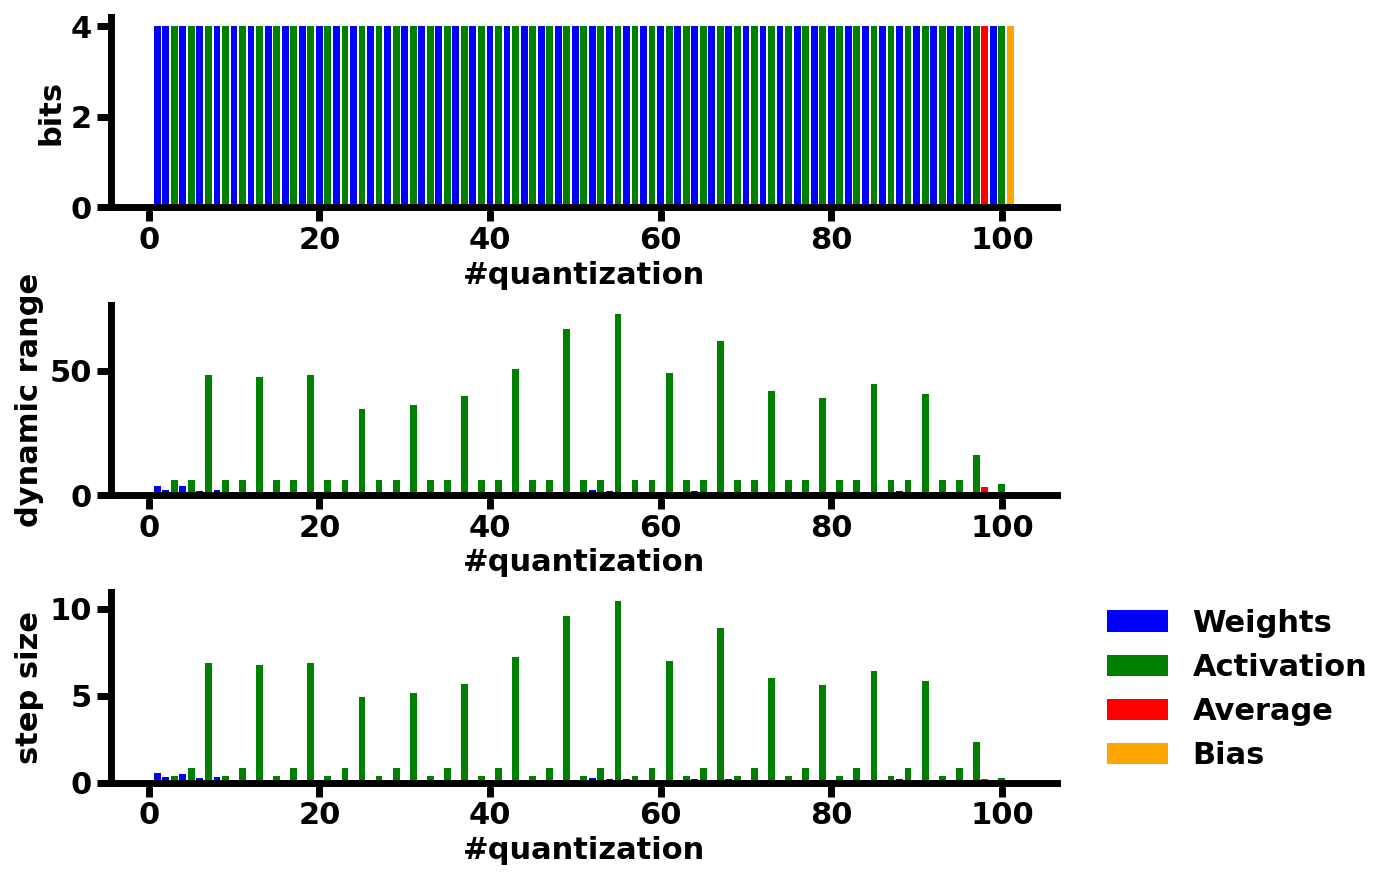 4
2
0
bits
0 20 40 60 80 100
#quantization
50
0
dynamic range
0 20 40 60 80 100
#quantization
10
5
0
step size
0 20 40 60 80 100
#quantization
Weights
Activation
Average
Bias